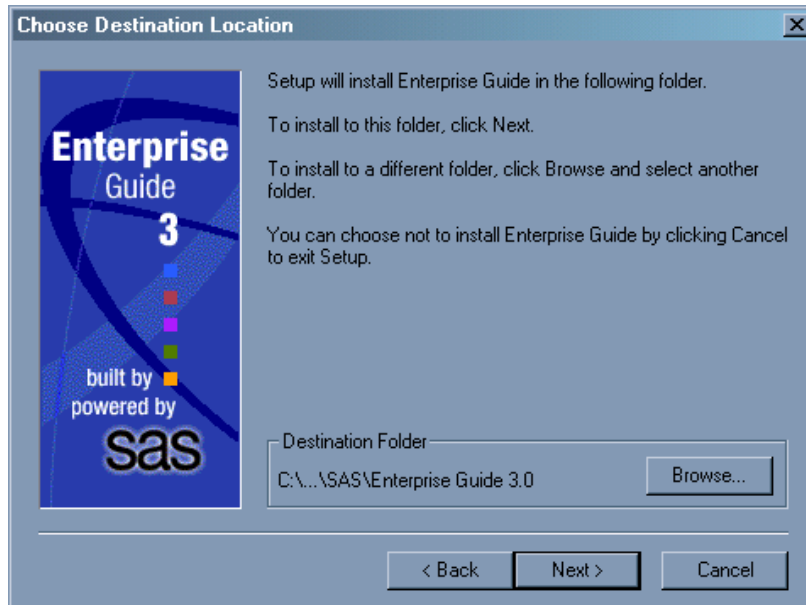 Choose Destination Location
Enterprise
Guide
3
built by
powered by
sas
Setup will install Enterprise Guide in the following folder.
To install to this folder, click Next.
To install to a different folder, click Browse and select another
folder.
You can choose not to install Enterprise Guide by clicking Cancel
to exit Setup.
Destination Folder
C:\...\SAS\Enterprise Guide 3.0
Browse...
< Back
Next >
Cancel